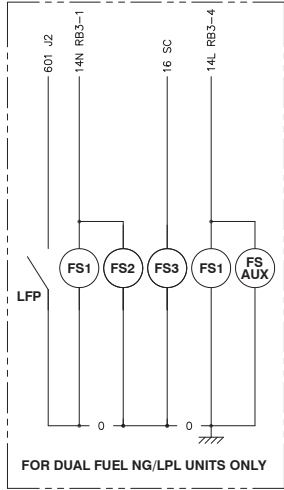 601 J2
14N RB3-1
16 SC
14L RB3-4
LFP
FS1
FS2
FS3
FS1
FS
AUX
0
0
FOR DUAL FUEL NG/LPL UNITS ONLY